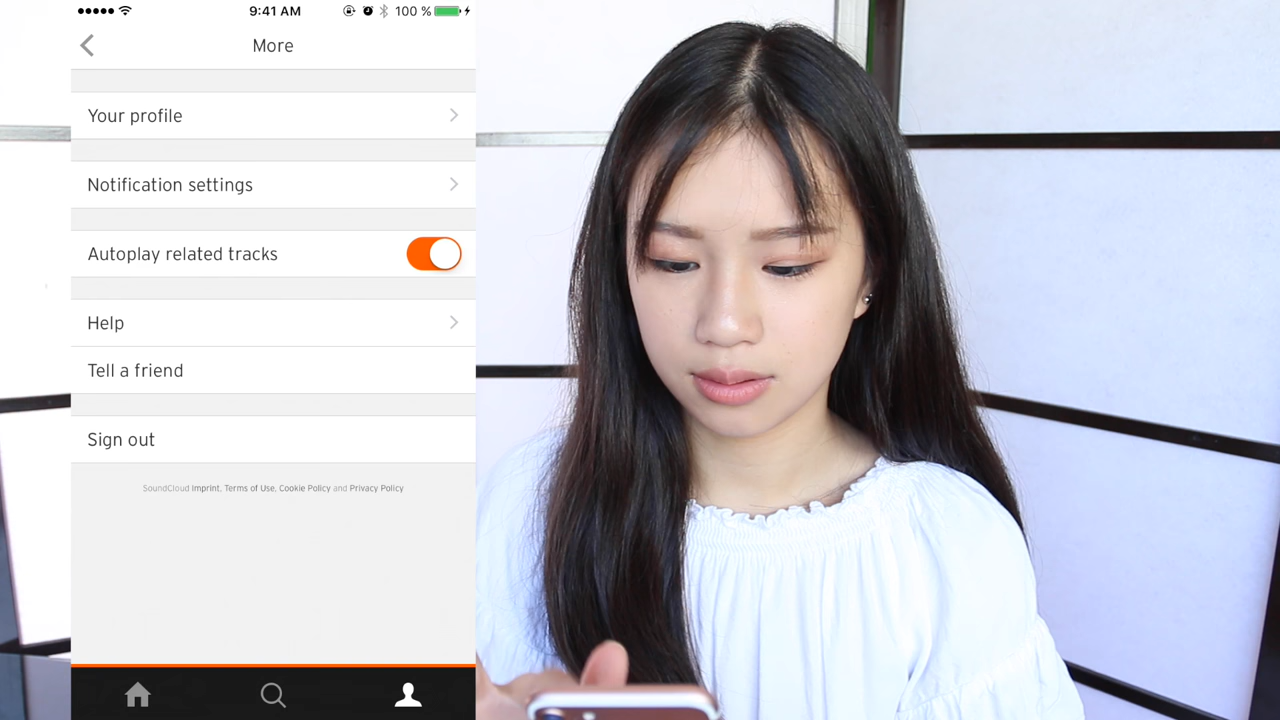 9:41 AM 100 %
More
Your profile
Notification settings
Autoplay related tracks
Help
Tell a friend
Sign out
SoundCloud Imprint, Terms of Use, Cookie Policy and Privacy Policy